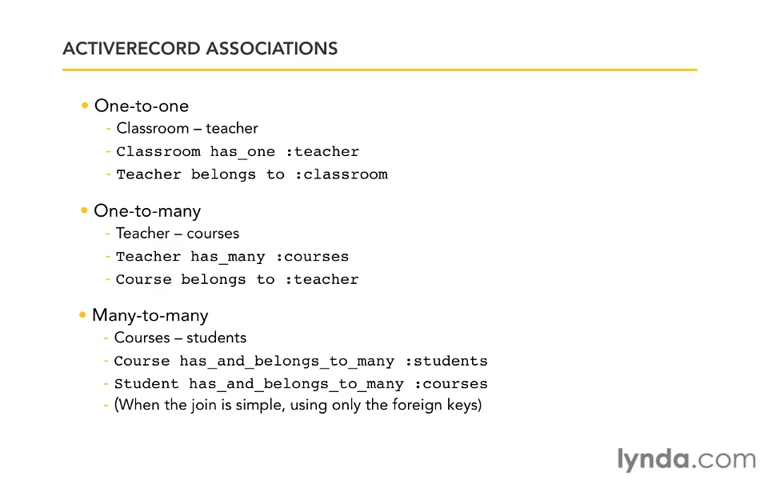 ACTIVERECORD ASSOCIATIONS
• One-to-one
- Classroom – teacher
- Classroom has_one :teacher
- Teacher belongs to :classroom
• One-to-many
- Teacher – courses
- Teacher has_many :courses
- Course belongs to :teacher
• Many-to-many
- Courses – students
- Course has_and_belongs_to_many :students
- Student has_and_belongs_to_many :courses
- (When the join is simple, using only the foreign keys)
lynda.com